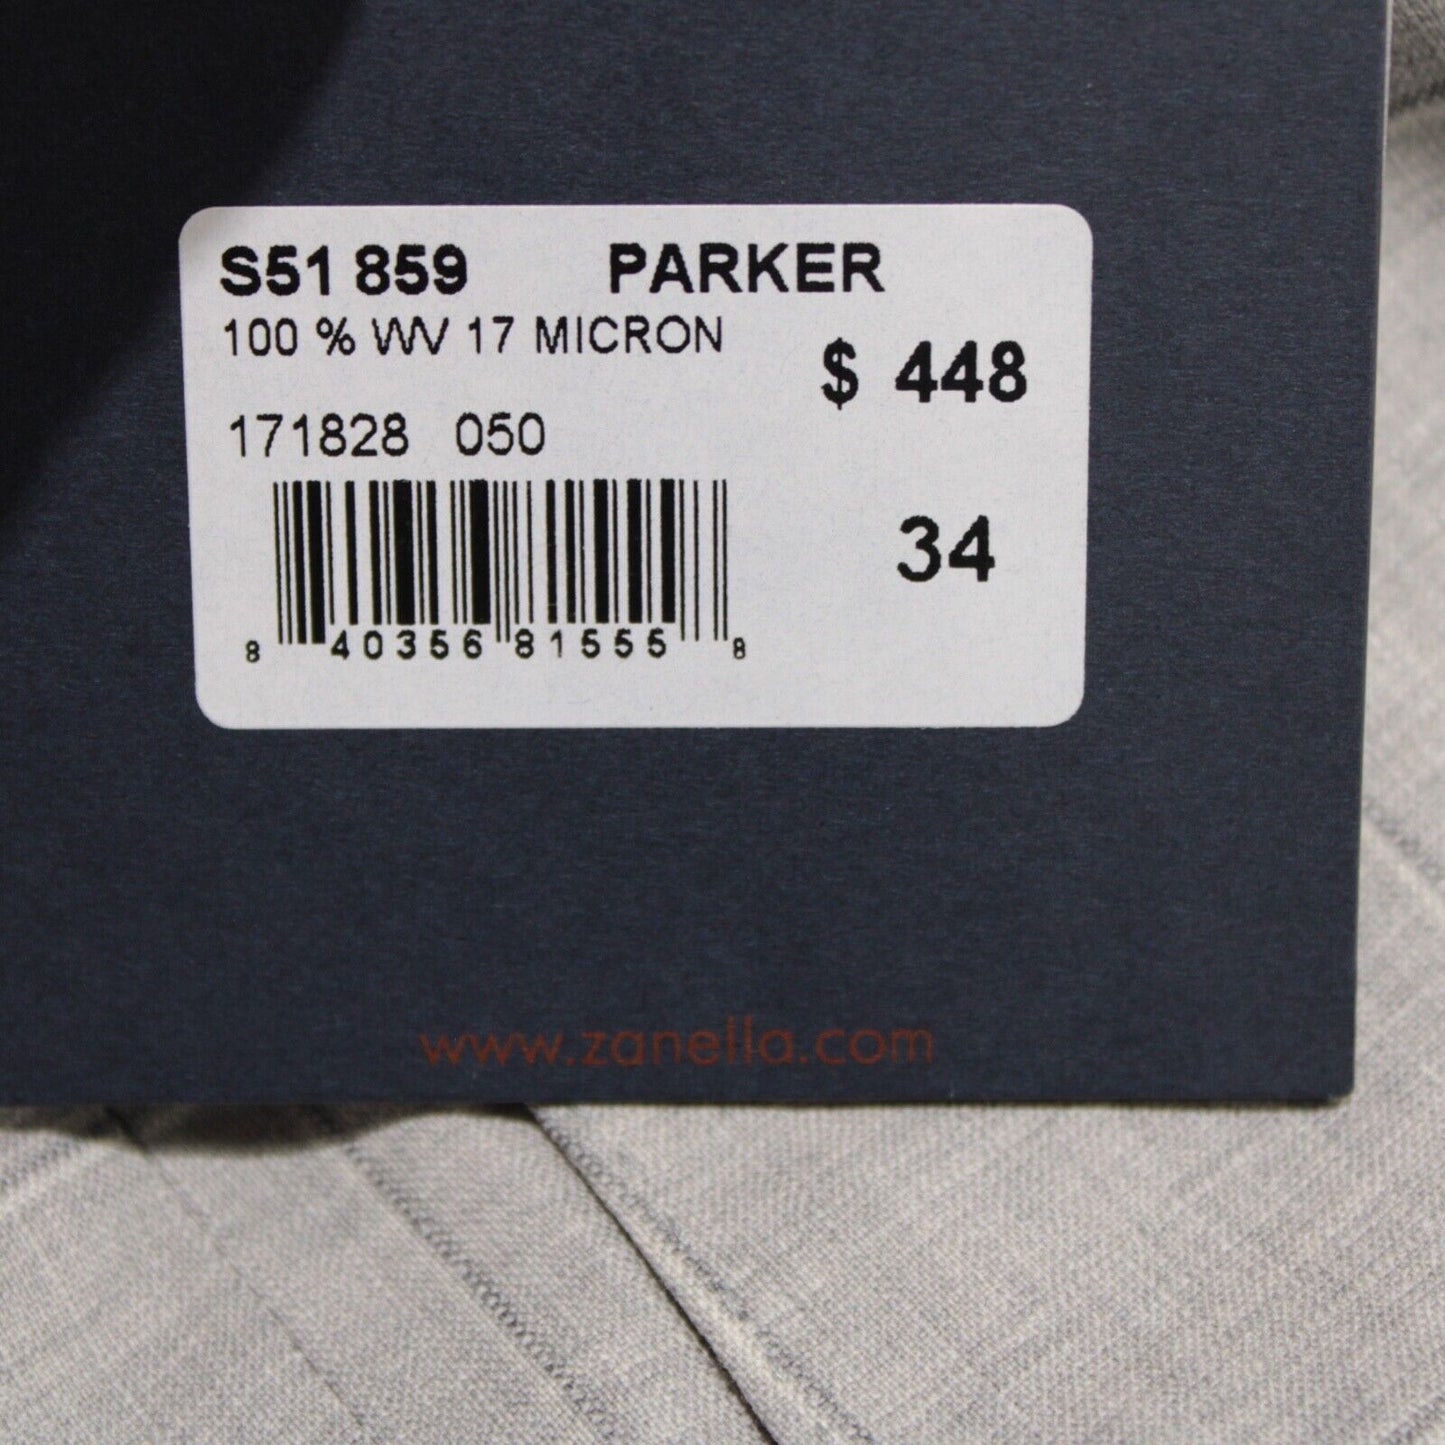 S51 859 PARKER
100 % WV 17 MICRON
$ 448
171828 050
34
8 40356 81555 8
www.zanella.com